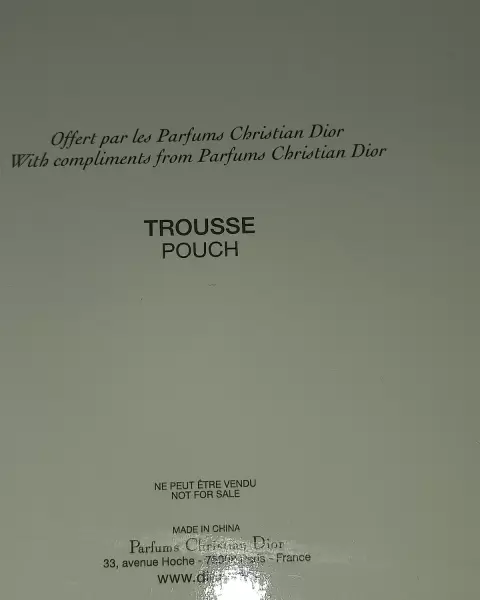 Offert par les Parfums Christian Dior
With compliments from Parfums Christian Dior
TROUSSE
POUCH
NE PEUT ÊTRE VENDU
NOT FOR SALE
MADE IN CHINA
Parfums Christian Dior
33, avenue Hoche - - France